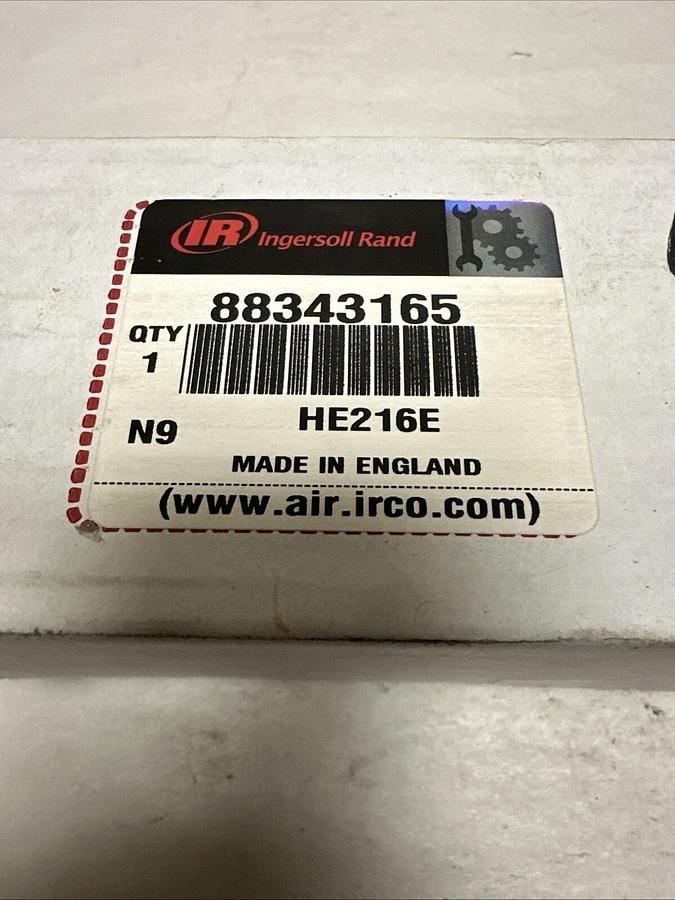 IR Ingersoll Rand
88343165
QTY
1
HE216E
N9
MADE IN ENGLAND
(www.air.irco.com)